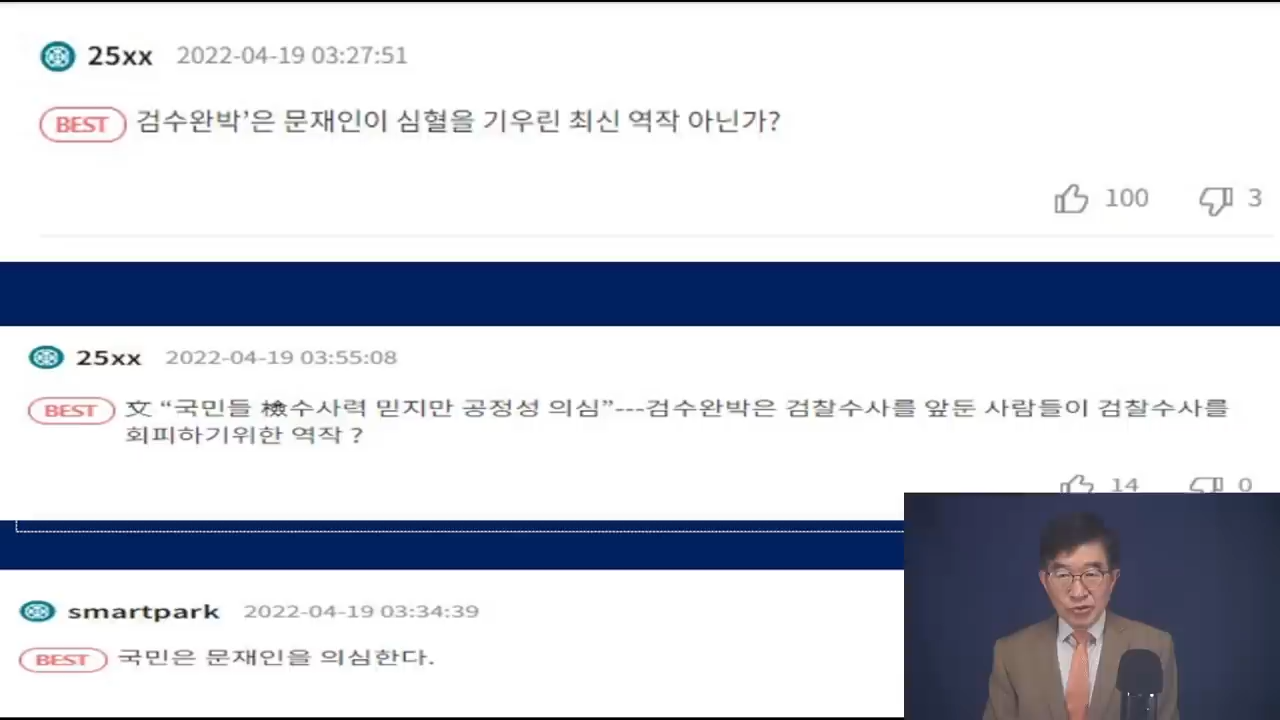 25xx 2022-04-19 03:27:51
BEST 검수완박’은 문재인이 심혈을 기우린 최신 역작 아닌가?
100 3
25xx 2022-04-19 03:55:08
BEST 文 “국민들 檢수사력 믿지만 공정성 의심”---검수완박은 검찰수사를 앞둔 사람들이 검찰수사를
회피하기위한 역작 ?
14 0
smartpark 2022-04-19 03:34:39
BEST 국민은 문재인을 의심한다.